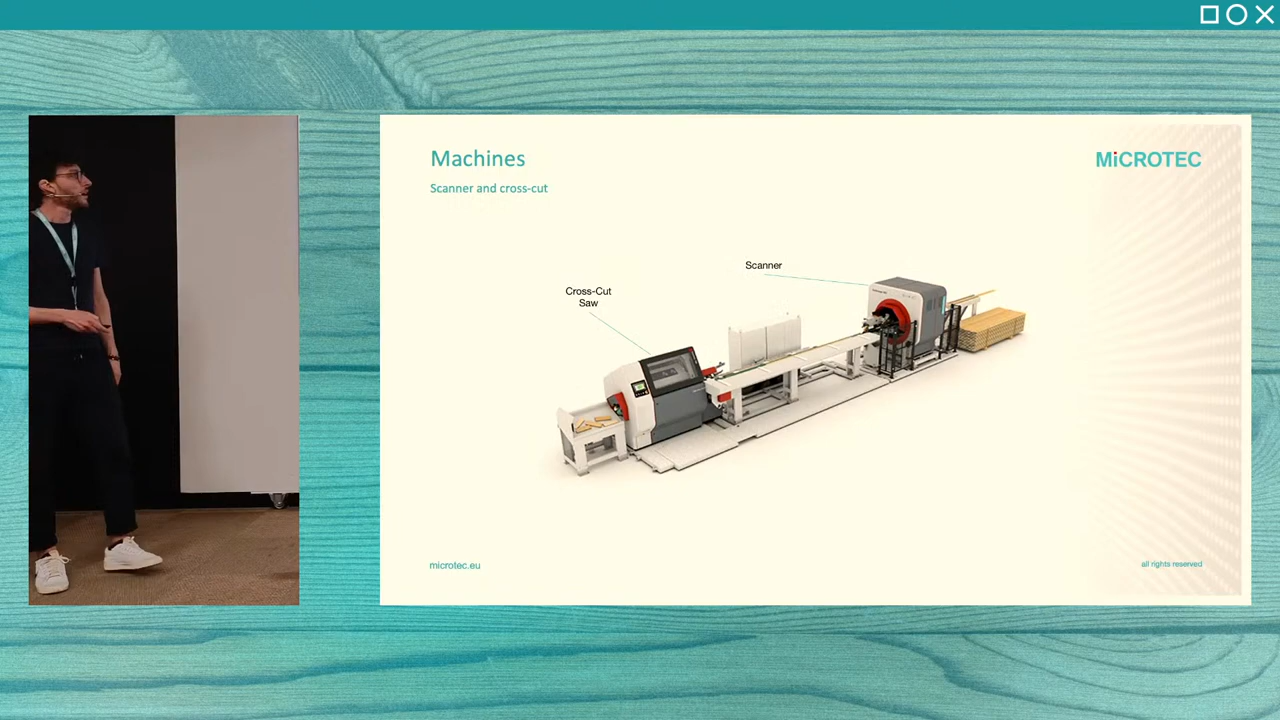 Machines
MiCROTEC
Scanner and cross-cut
Scanner
Cross-Cut
Saw
microtec.eu
all rights reserved